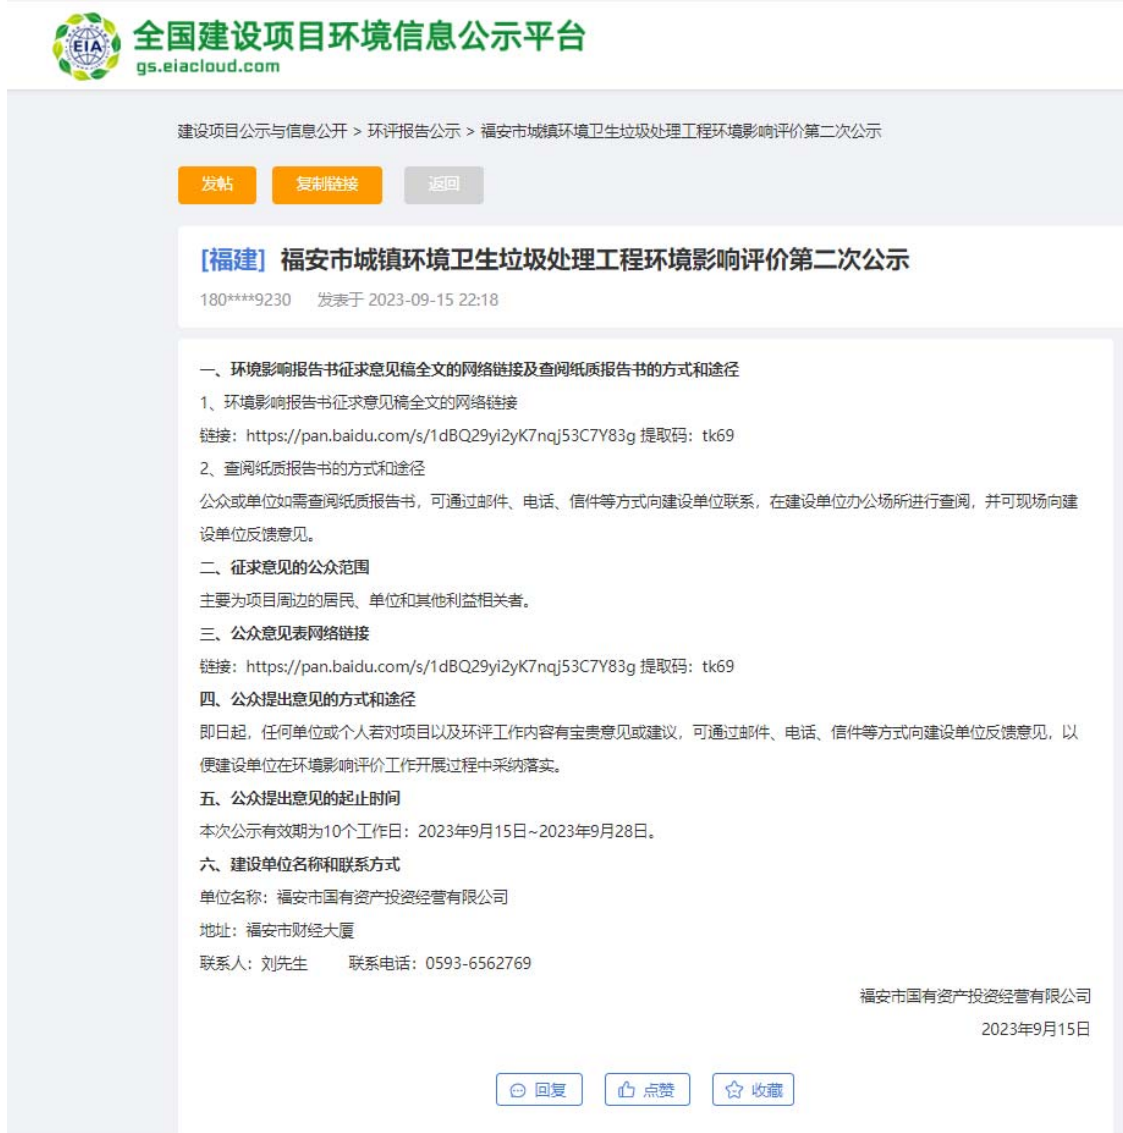 EIA
全国建设项目环境信息公示平台
gs.eiacloud.com
建设项目公示与信息公开 > 环评报告公示 > 福安市城镇环境卫生垃圾处理工程环境影响评价第二次公示
发帖 复制链接 返回
[福建] 福安市城镇环境卫生垃圾处理工程环境影响评价第二次公示
180****9230 发表于 2023-09-15 22:18
一、环境影响报告书征求意见稿全文的网络链接及查阅纸质报告书的方式和途径
1、环境影响报告书征求意见稿全文的网络链接
链接：https://pan.baidu.com/s/1dBQ29yi2yK7nqj53C7Y83g 提取码：tk69
2、查阅纸质报告书的方式和途径
公众或单位如需查阅纸质报告书，可通过邮件、电话、信件等方式向建设单位联系，在建设单位办公场所进行查阅，并可现场向建
设单位反馈意见。
二、征求意见的公众范围
主要为项目周边的居民、单位和其他利益相关者。
三、公众意见表网络链接
链接：https://pan.baidu.com/s/1dBQ29yi2yK7nqj53C7Y83g 提取码：tk69
四、公众提出意见的方式和途径
即日起，任何单位或个人若对项目以及环评工作内容有宝贵意见或建议，可通过邮件、电话、信件等方式向建设单位反馈意见，以
便建设单位在环境影响评价工作开展过程中采纳落实。
五、公众提出意见的起止时间
本次公示有效期为10个工作日：2023年9月15日~2023年9月28日。
六、建设单位名称和联系方式
单位名称：福安市国有资产投资经营有限公司
地址：福安市财经大厦
联系人：刘先生 联系电话：0593-6562769
福安市国有资产投资经营有限公司
2023年9月15日
回复 点赞 收藏